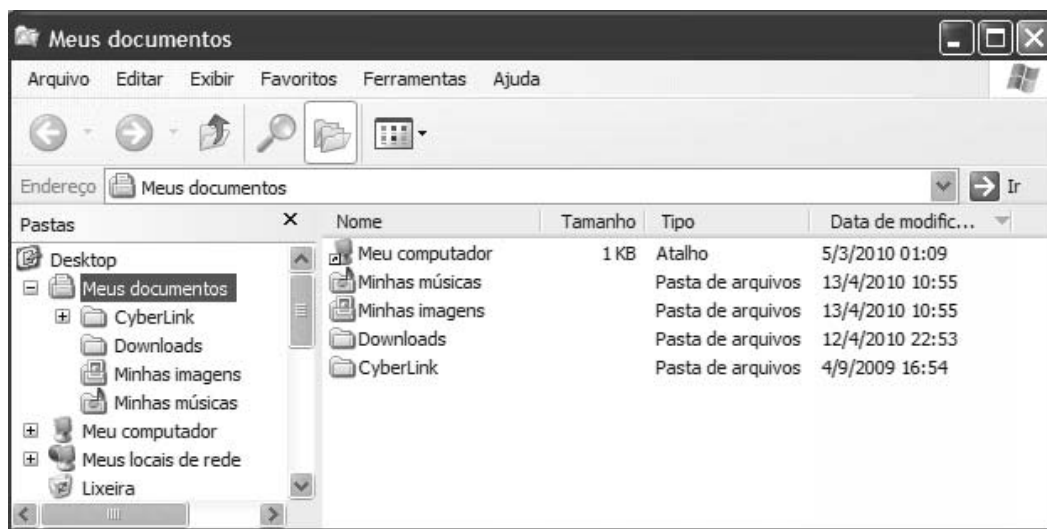 Meus documentos
Arquivo Editar Exibir Favoritos Ferramentas Ajuda
Endereço Meus documentos Ir
Pastas
Desktop
Meus documentos
CyberLink
Downloads
Minhas imagens
Minhas músicas
Meu computador
Meus locais de rede
Lixeira
Nome Tamanho Tipo Data de modific...
Meu computador 1 KB Atalho 5/3/2010 01:09
Minhas músicas Pasta de arquivos 13/4/2010 10:55
Minhas imagens Pasta de arquivos 13/4/2010 10:55
Downloads Pasta de arquivos 12/4/2010 22:53
CyberLink Pasta de arquivos 4/9/2009 16:54